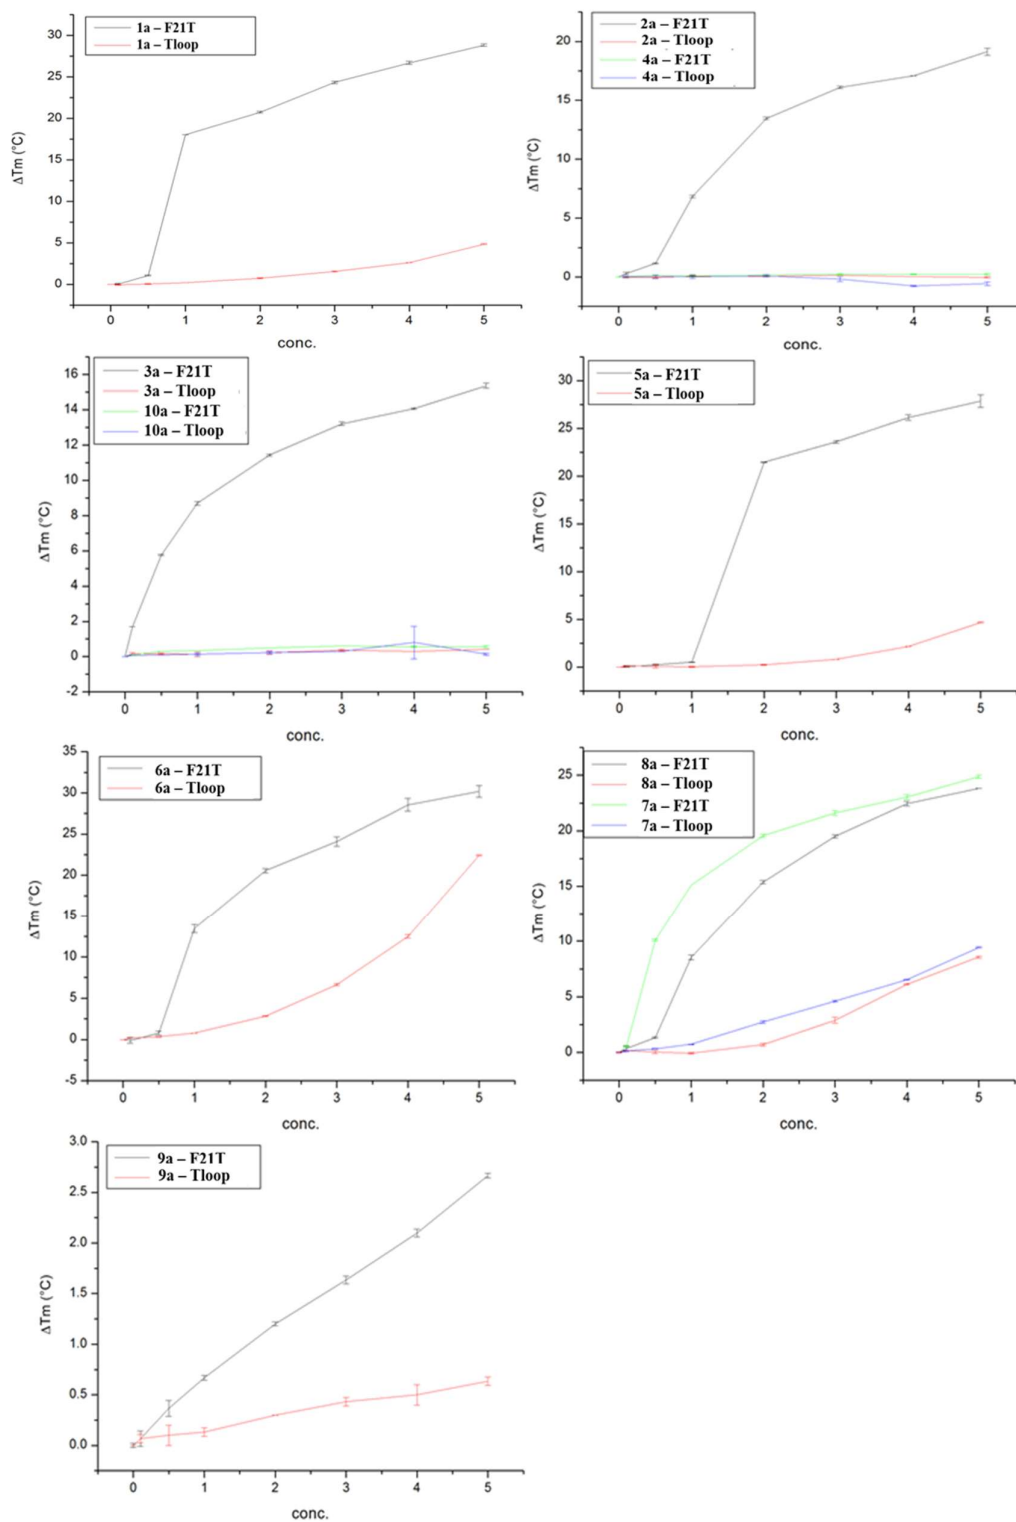 1a – F21T
1a – Tloop
30
25
20
15
10
5
0
ΔTm (°C)
0 1 2 3 4 5
conc.
2a – F21T
2a – Tloop
4a – F21T
4a – Tloop
20
15
10
5
0
ΔTm (°C)
0 1 2 3 4 5
conc.
3a – F21T
3a – Tloop
10a – F21T
10a – Tloop
16
14
12
10
8
6
4
2
0
-2
ΔTm (°C)
0 1 2 3 4 5
conc.
5a – F21T
5a – Tloop
30
25
20
15
10
5
0
ΔTm (°C)
0 1 2 3 4 5
conc.
6a – F21T
6a – Tloop
35
30
25
20
15
10
5
0
-5
ΔTm (°C)
0 1 2 3 4 5
conc.
8a – F21T
8a – Tloop
7a – F21T
7a – Tloop
25
20
15
10
5
0
ΔTm (°C)
0 1 2 3 4 5
conc.
9a – F21T
9a – Tloop
3.0
2.5
2.0
1.5
1.0
0.5
0.0
ΔTm (°C)
0 1 2 3 4 5
conc.